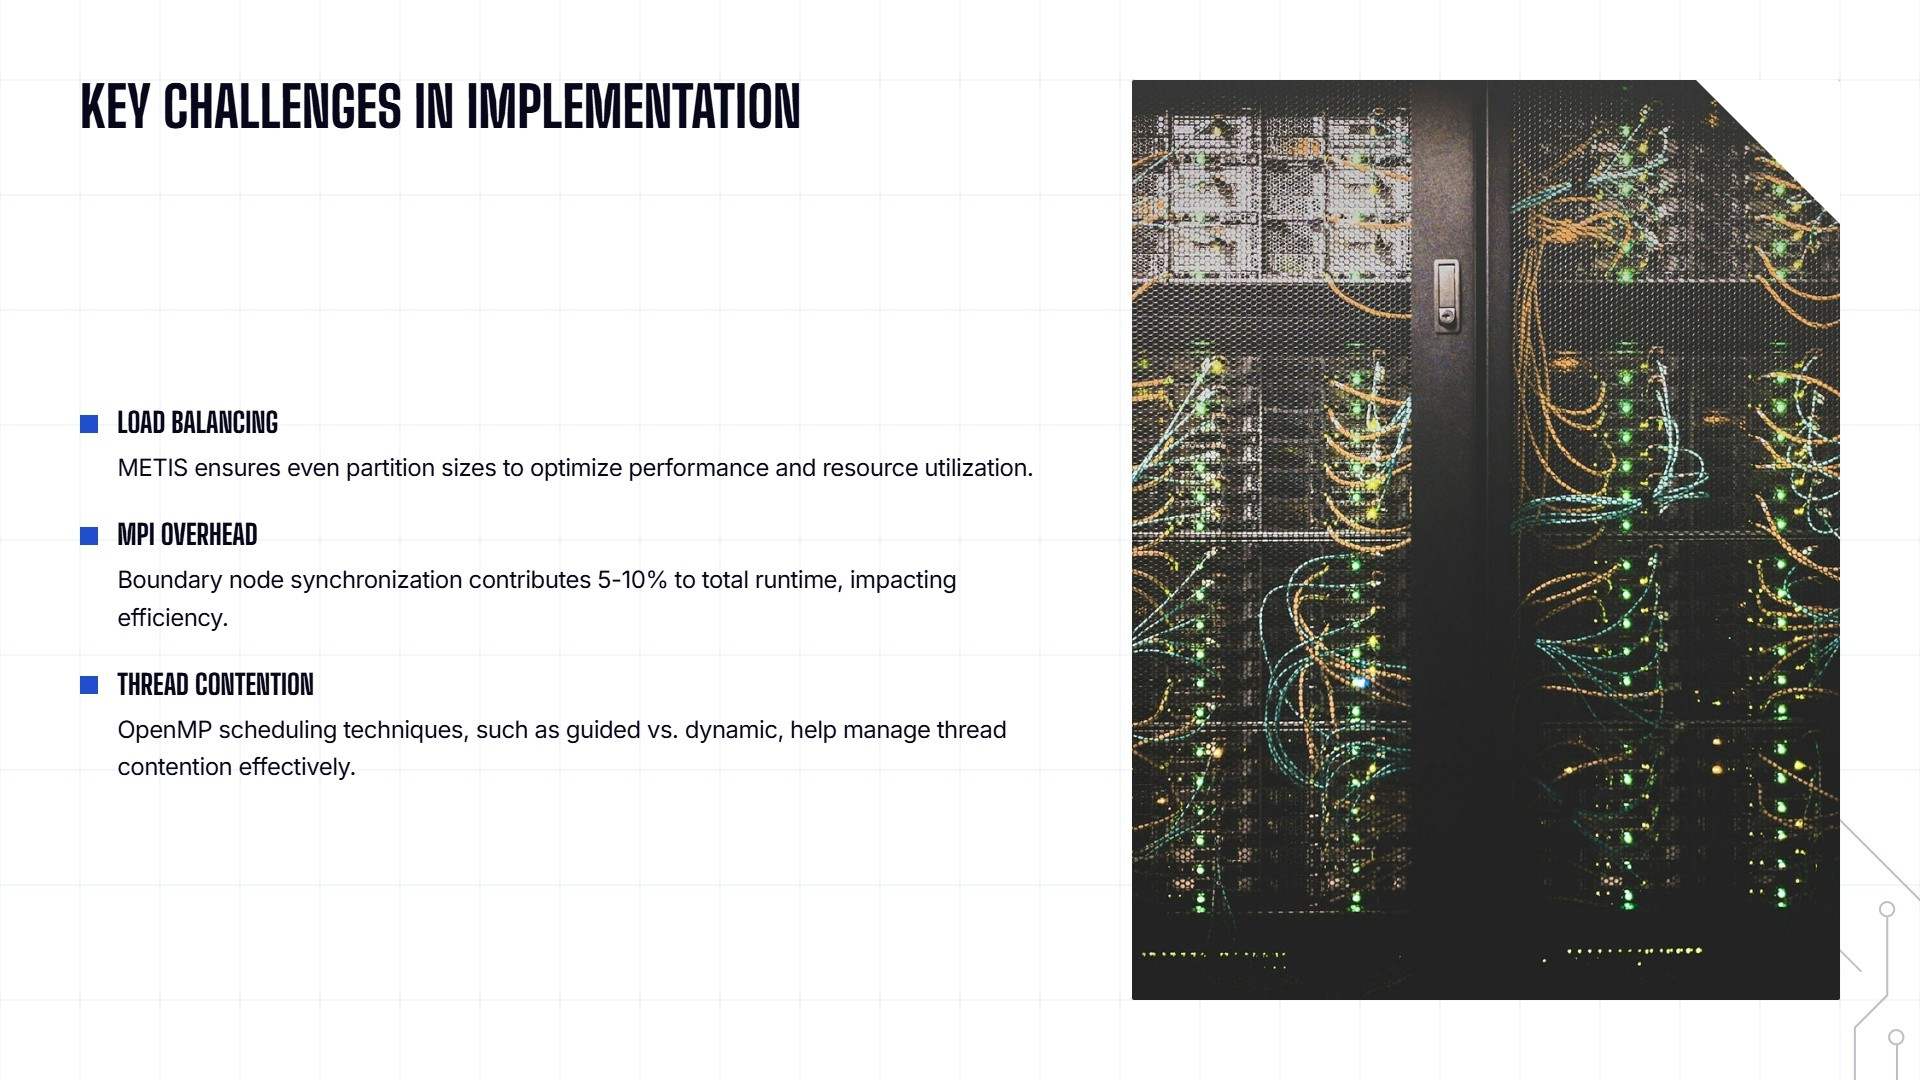 KEY CHALLENGES IN IMPLEMENTATION
LOAD BALANCING
METIS ensures even partition sizes to optimize performance and resource utilization.
MPI OVERHEAD
Boundary node synchronization contributes 5-10% to total runtime, impacting
efficiency.
THREAD CONTENTION
OpenMP scheduling techniques, such as guided vs. dynamic, help manage thread
contention effectively.